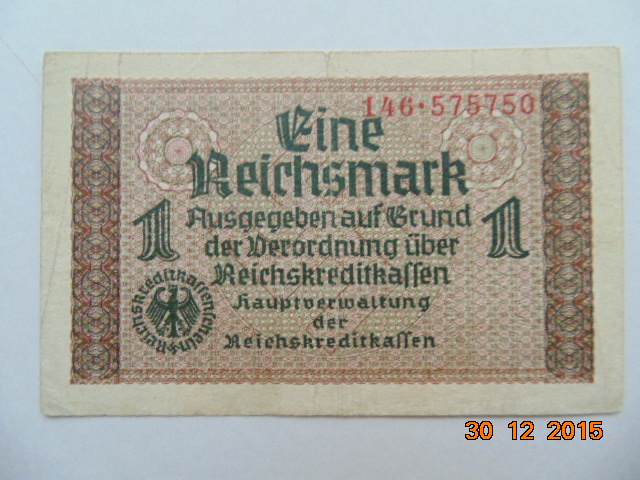 146·575750
Eine
Reichsmark
1 Ausgegeben auf Grund 1
der Verordnung über
Reichskreditkassen
Hauptverwaltung
der
Reichskreditkassen
Reichskreditkassenschein
30 12 2015